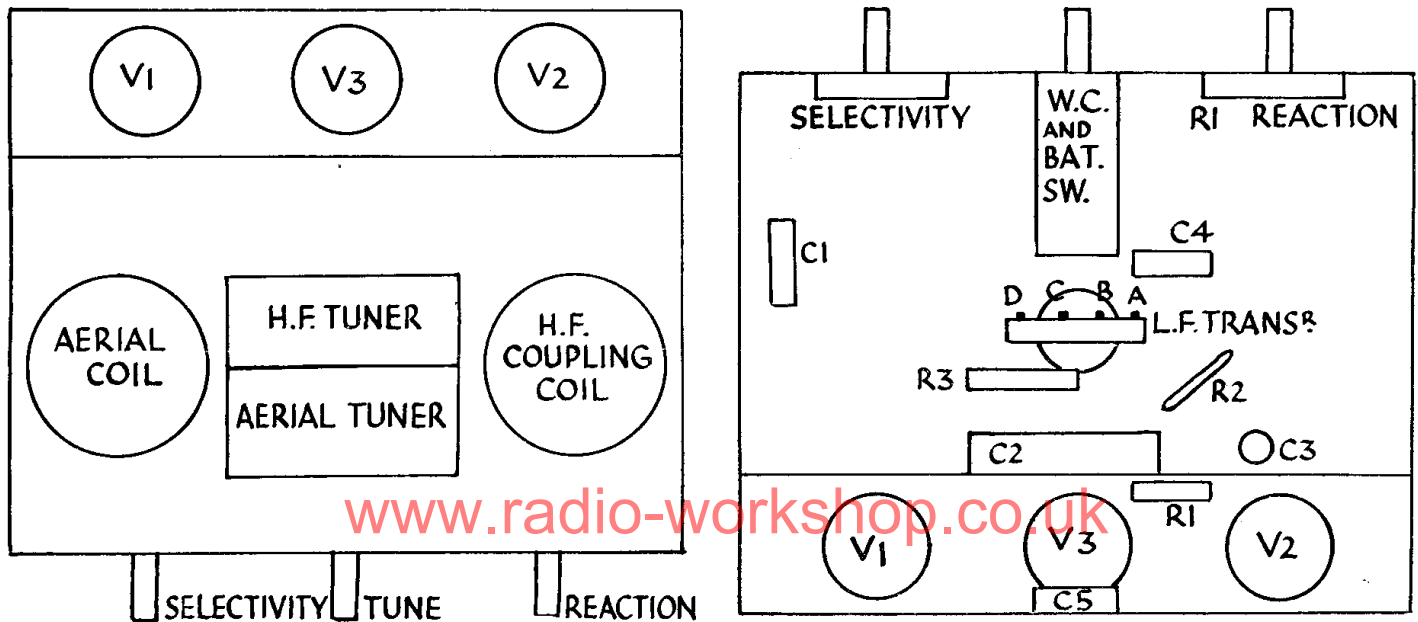 V1
V3
V2
AERIAL
COIL
H.F. TUNER
AERIAL TUNER
H.F.
COUPLING
COIL
SELECTIVITY
TUNE
REACTION
SELECTIVITY
W.C.
AND
BAT.
SW.
R1 REACTION
C1
C4
D C B A
L.F. TRANSR.
R3
R2
C2
C3
R1
V1
V3
V2
C5
www.radio-workshop.co.uk